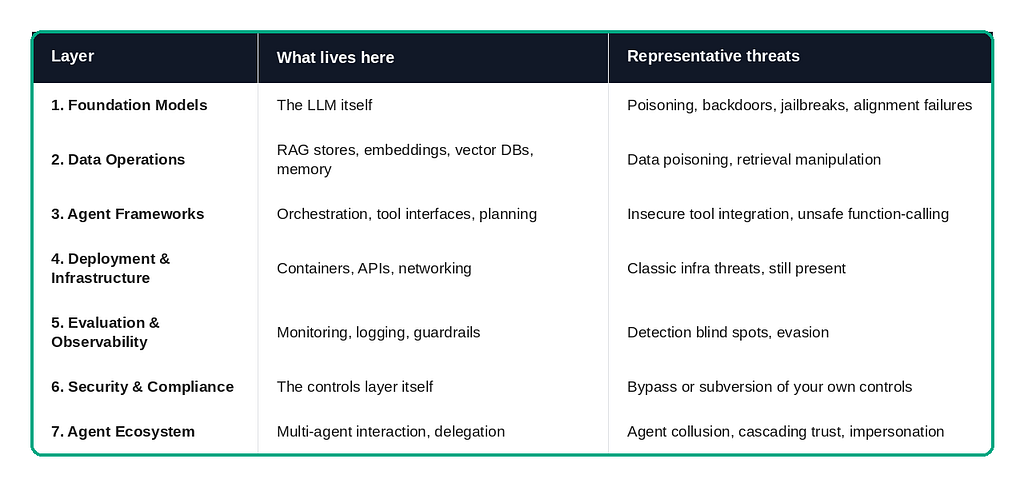 Layer
What lives here
Representative threats
1. Foundation Models
The LLM itself
Poisoning, backdoors, jailbreaks, alignment failures
2. Data Operations
RAG stores, embeddings, vector DBs,
memory
Data poisoning, retrieval manipulation
3. Agent Frameworks
Orchestration, tool interfaces, planning
Insecure tool integration, unsafe function-calling
4. Deployment &
Infrastructure
Containers, APIs, networking
Classic infra threats, still present
5. Evaluation &
Observability
Monitoring, logging, guardrails
Detection blind spots, evasion
6. Security & Compliance
The controls layer itself
Bypass or subversion of your own controls
7. Agent Ecosystem
Multi-agent interaction, delegation
Agent collusion, cascading trust, impersonation